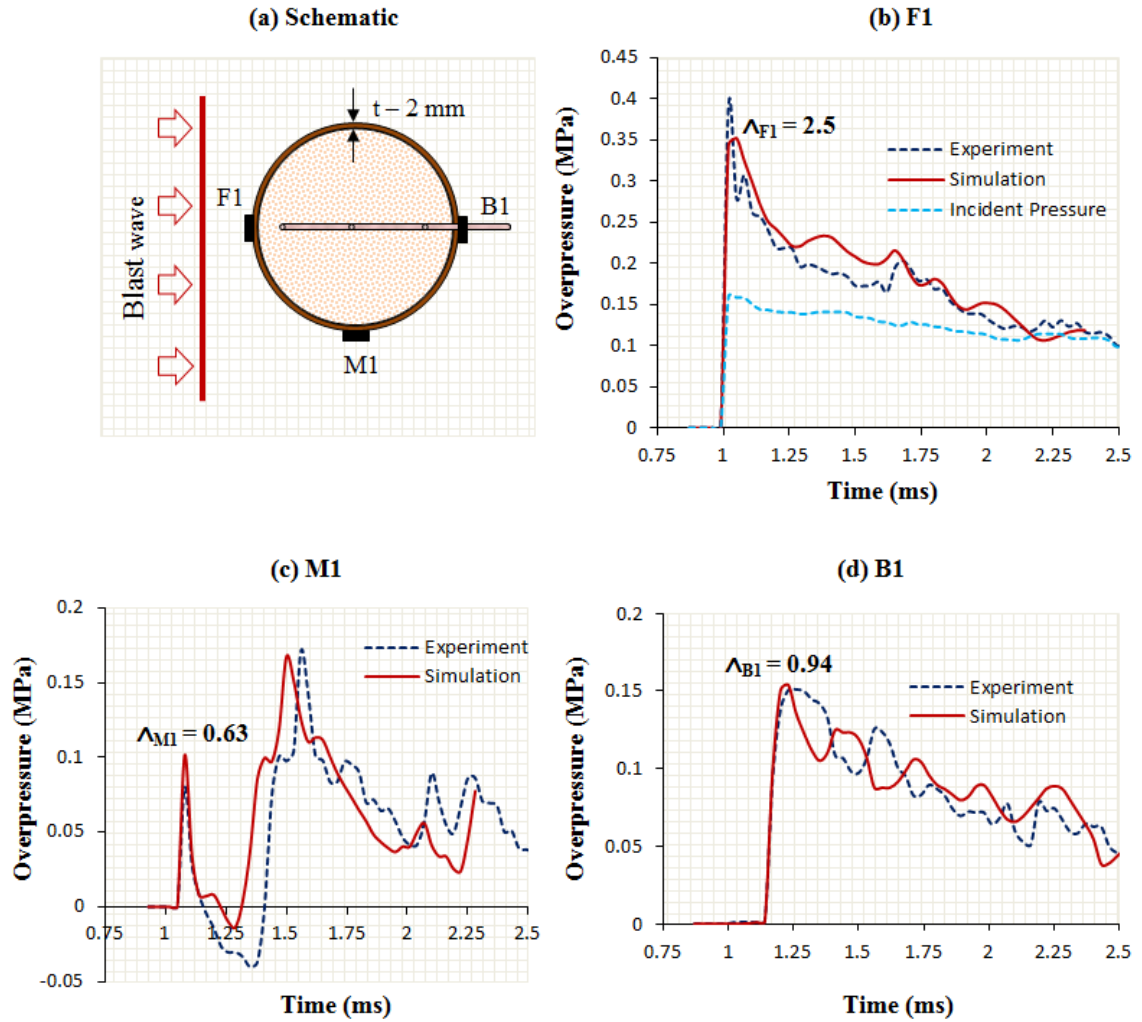 (a) Schematic
t – 2 mm
F1
B1
M1
Blast wave
(b) F1
Overpressure (MPa)
0.45
0.4
0.35
0.3
0.25
0.2
0.15
0.1
0.05
0
ΛF1 = 2.5
Experiment
Simulation
Incident Pressure
0.75 1 1.25 1.5 1.75 2 1 2.25 2.5
Time (ms)
(c) M1
Overpressure (MPa)
0.2
0.15
0.1
0.05
0
-0.05
ΛM1 = 0.63
Experiment
Simulation
0.75 1 1.25 1.5 1.75 2 2.25 2.5
Time (ms)
(d) B1
Overpressure (MPa)
0.2
0.15
0.1
0.05
0
ΛB1 = 0.94
Experiment
Simulation
0.75 1 1.25 1.5 1.75 2 2.25 2.5
Time (ms)